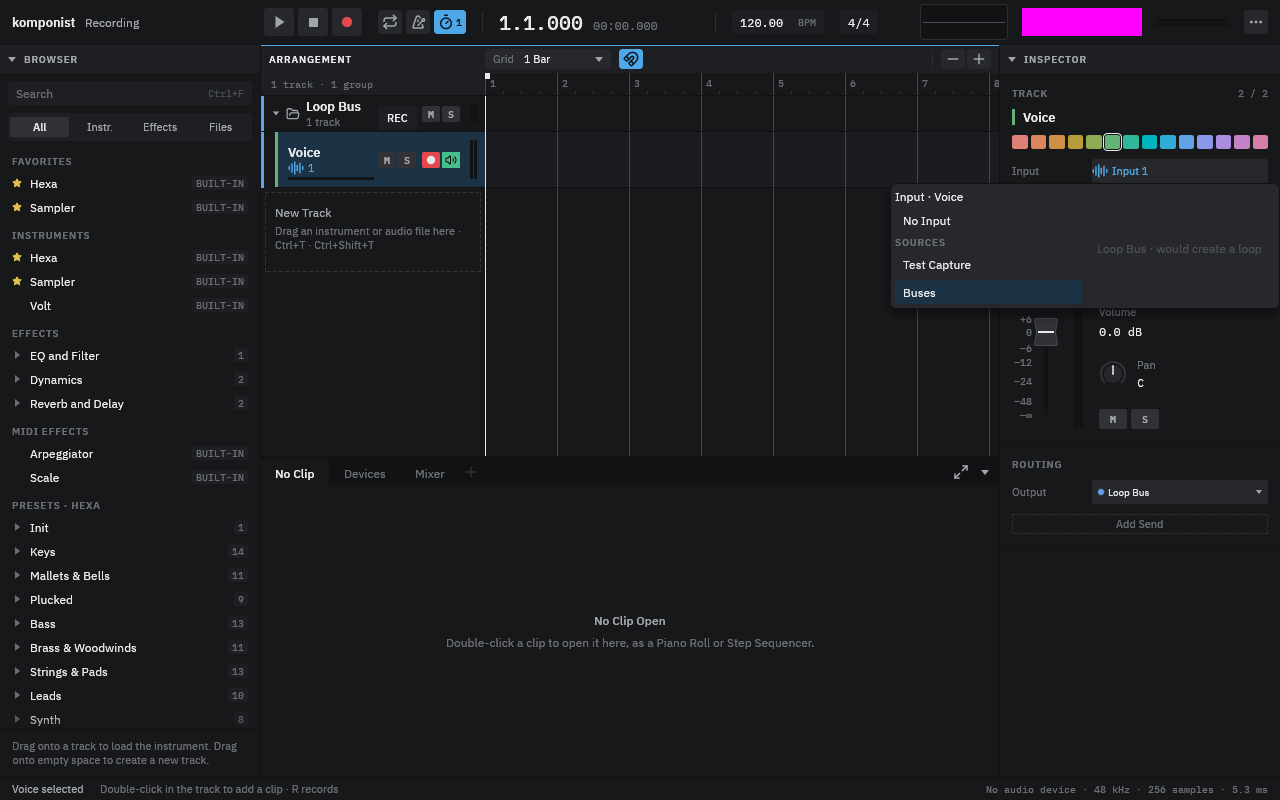 komponist Recording
1 1.1.000 00:00.000 120.00 BPM 4/4
BROWSER
Search Ctrl+F
All Instr. Effects Files
FAVORITES
Hexa BUILT-IN
Sampler BUILT-IN
INSTRUMENTS
Hexa BUILT-IN
Sampler BUILT-IN
Volt BUILT-IN
EFFECTS
EQ and Filter 1
Dynamics 2
Reverb and Delay 2
MIDI EFFECTS
Arpeggiator BUILT-IN
Scale BUILT-IN
PRESETS · HEXA
Init 1
Keys 14
Mallets & Bells 11
Plucked 9
Bass 13
Brass & Woodwinds 11
Strings & Pads 13
Leads 10
Synth 8
Drag onto a track to load the instrument. Drag
onto empty space to create a new track.
ARRANGEMENT Grid 1 Bar
1 track · 1 group 1 2 3 4 5 6 7 8
Loop Bus REC M S
1 track
Voice M S
1
New Track
Drag an instrument or audio file here ·
Ctrl+T · Ctrl+Shift+T
No Clip Devices Mixer
No Clip Open
Double-click a clip to open it here, as a Piano Roll or Step Sequencer.
INSPECTOR
TRACK 2 / 2
Voice
Input Input 1
Input · Voice
No Input
SOURCES
Loop Bus · would create a loop
Test Capture
Buses
Volume
+6
0 0.0 dB
−6
−12 Pan
C
−24
−48
−∞ M S
ROUTING
Output Loop Bus
Add Send
Voice selected Double-click in the track to add a clip · R records
No audio device · 48 kHz · 256 samples · 5.3 ms